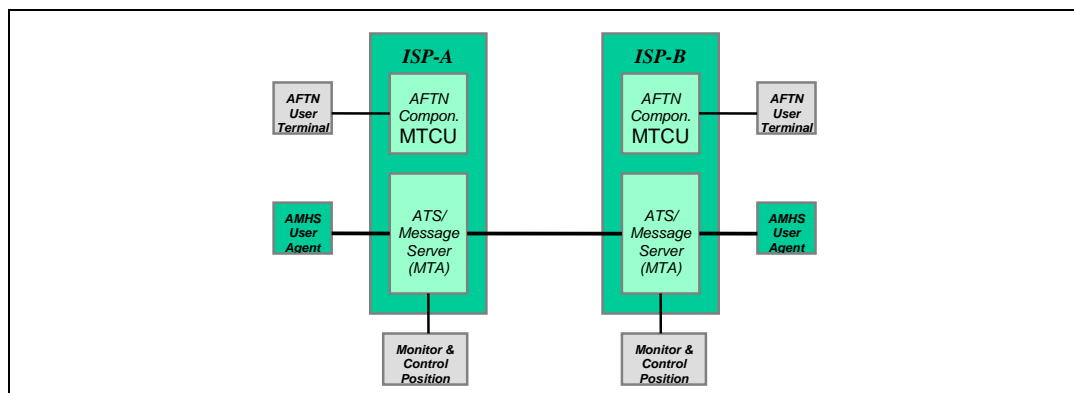 ISP-A
AFTN
Compon.
MTCU
AFTN
User
Terminal
ATS/
Message
Server
(MTA)
AMHS
User
Agent
Monitor &
Control
Position
ISP-B
AFTN
Compon.
MTCU
AFTN
User
Terminal
ATS/
Message
Server
(MTA)
AMHS
User
Agent
Monitor &
Control
Position